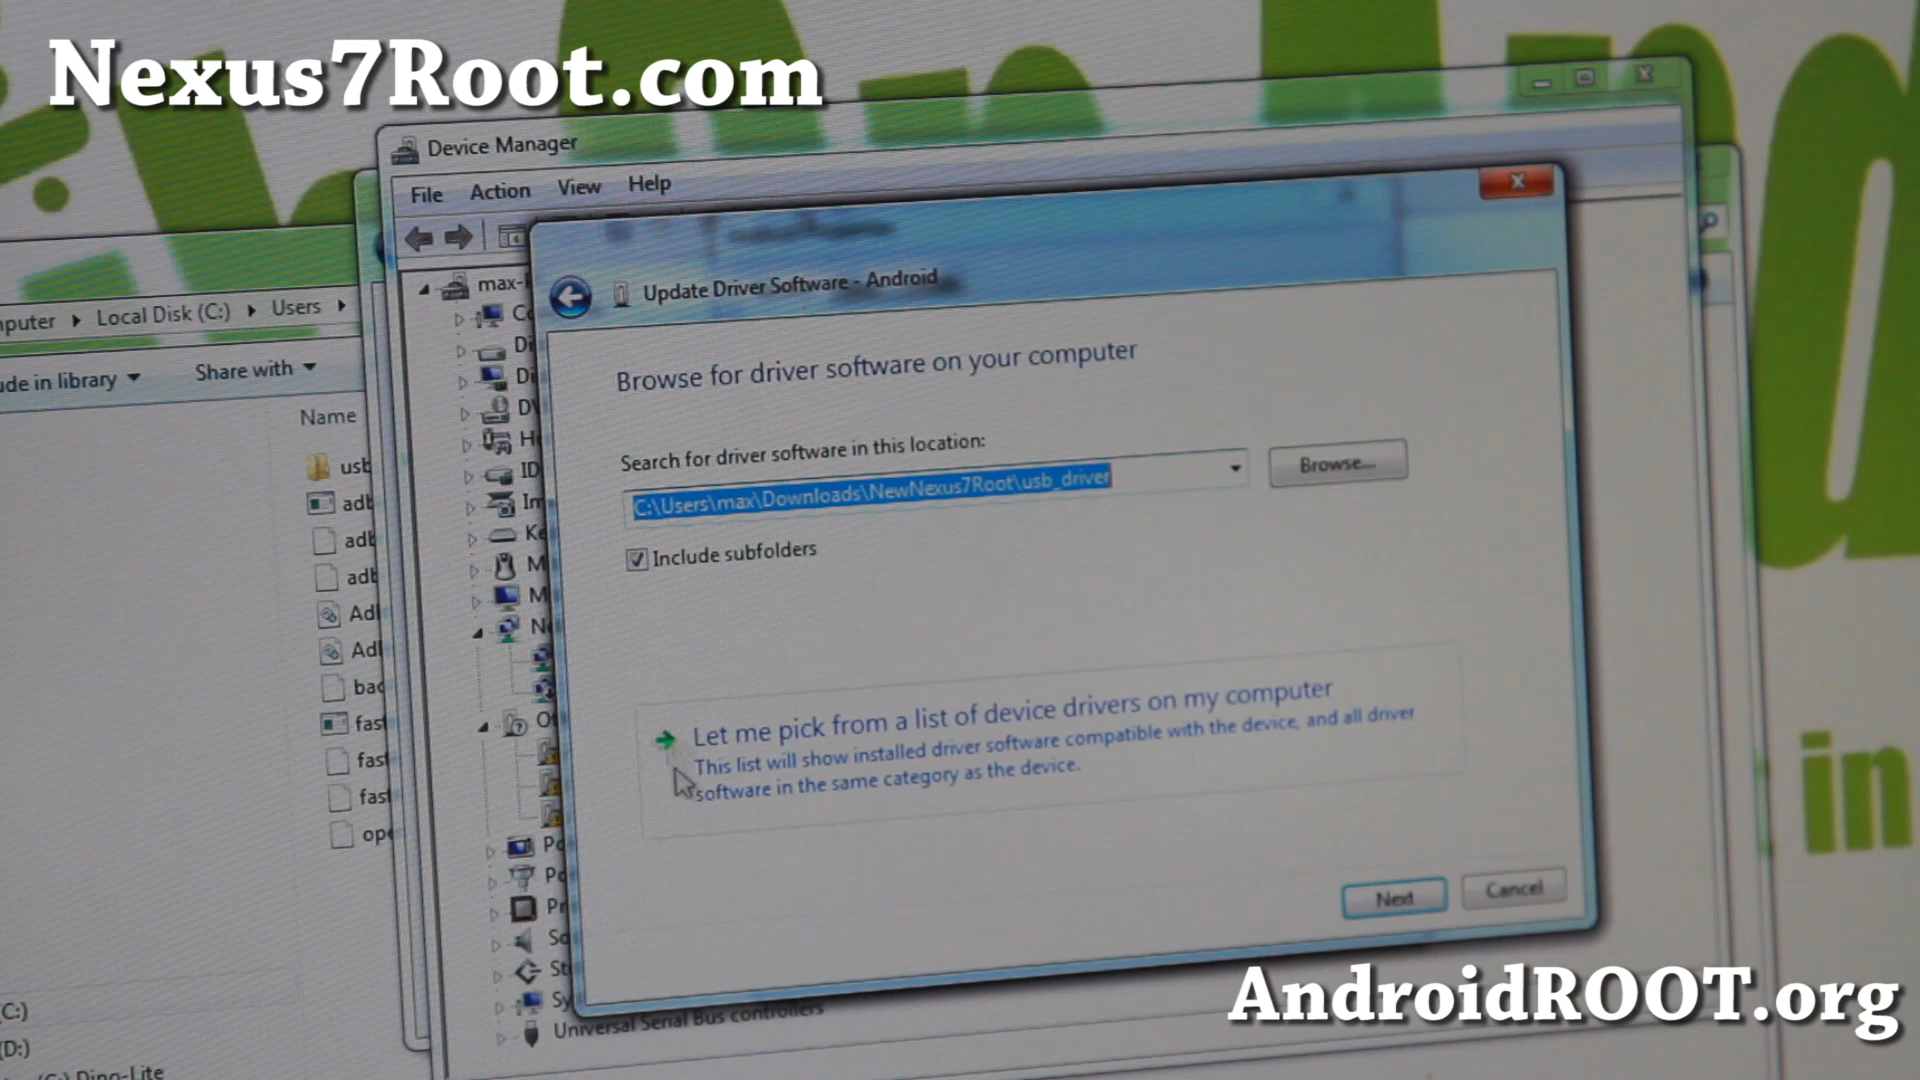 Nexus7Root.com
Device Manager
File Action View Help
Update Driver Software - Android
Local Disk (C:) Users
Share with
Name
Browse for driver software on your computer
Search for driver software in this location:
C:\Users\max\Downloads\NewNexus7Root\usb_driver
Browse...
Include subfolders
Let me pick from a list of device drivers on my computer
This list will show installed driver software compatible with the device, and all driver
software in the same category as the device.
Next Cancel
Universal Serial Bus controllers
(C:)
(D:)
Dino-Lite
in
AndroidROOT.org